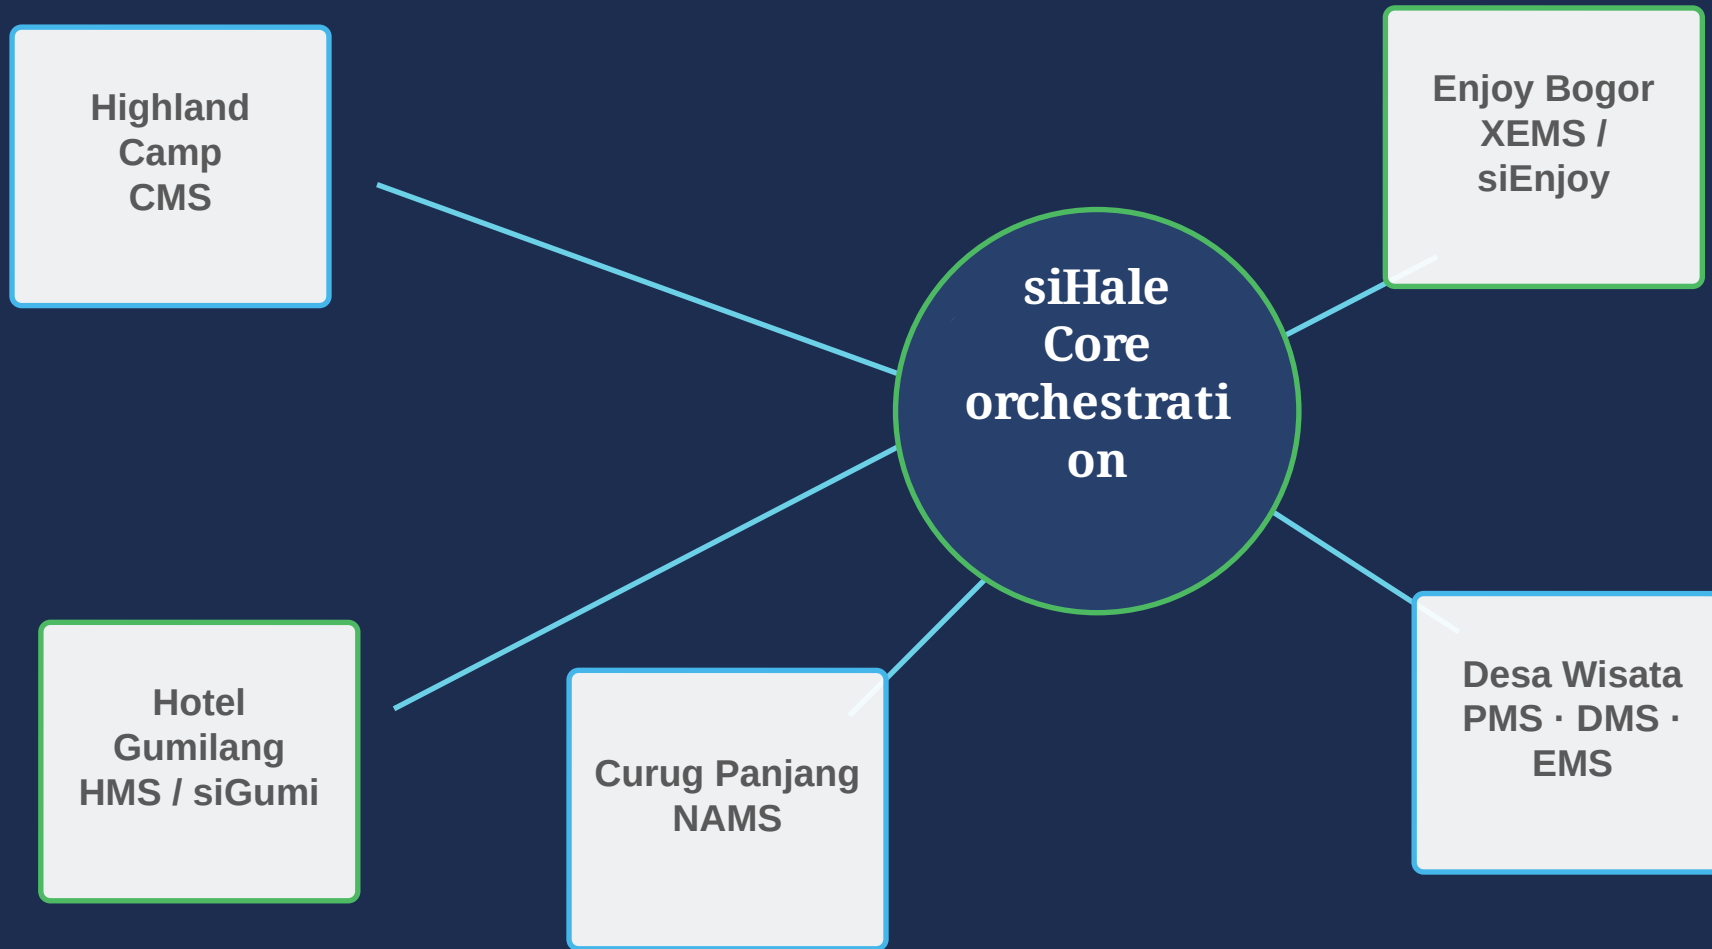 Highland
Camp
CMS
Enjoy Bogor
XEMS /
siEnjoy
siHale
Core
orchestrati
on
Hotel
Gumilang
HMS / siGumi
Curug Panjang
NAMS
Desa Wisata
PMS · DMS ·
EMS